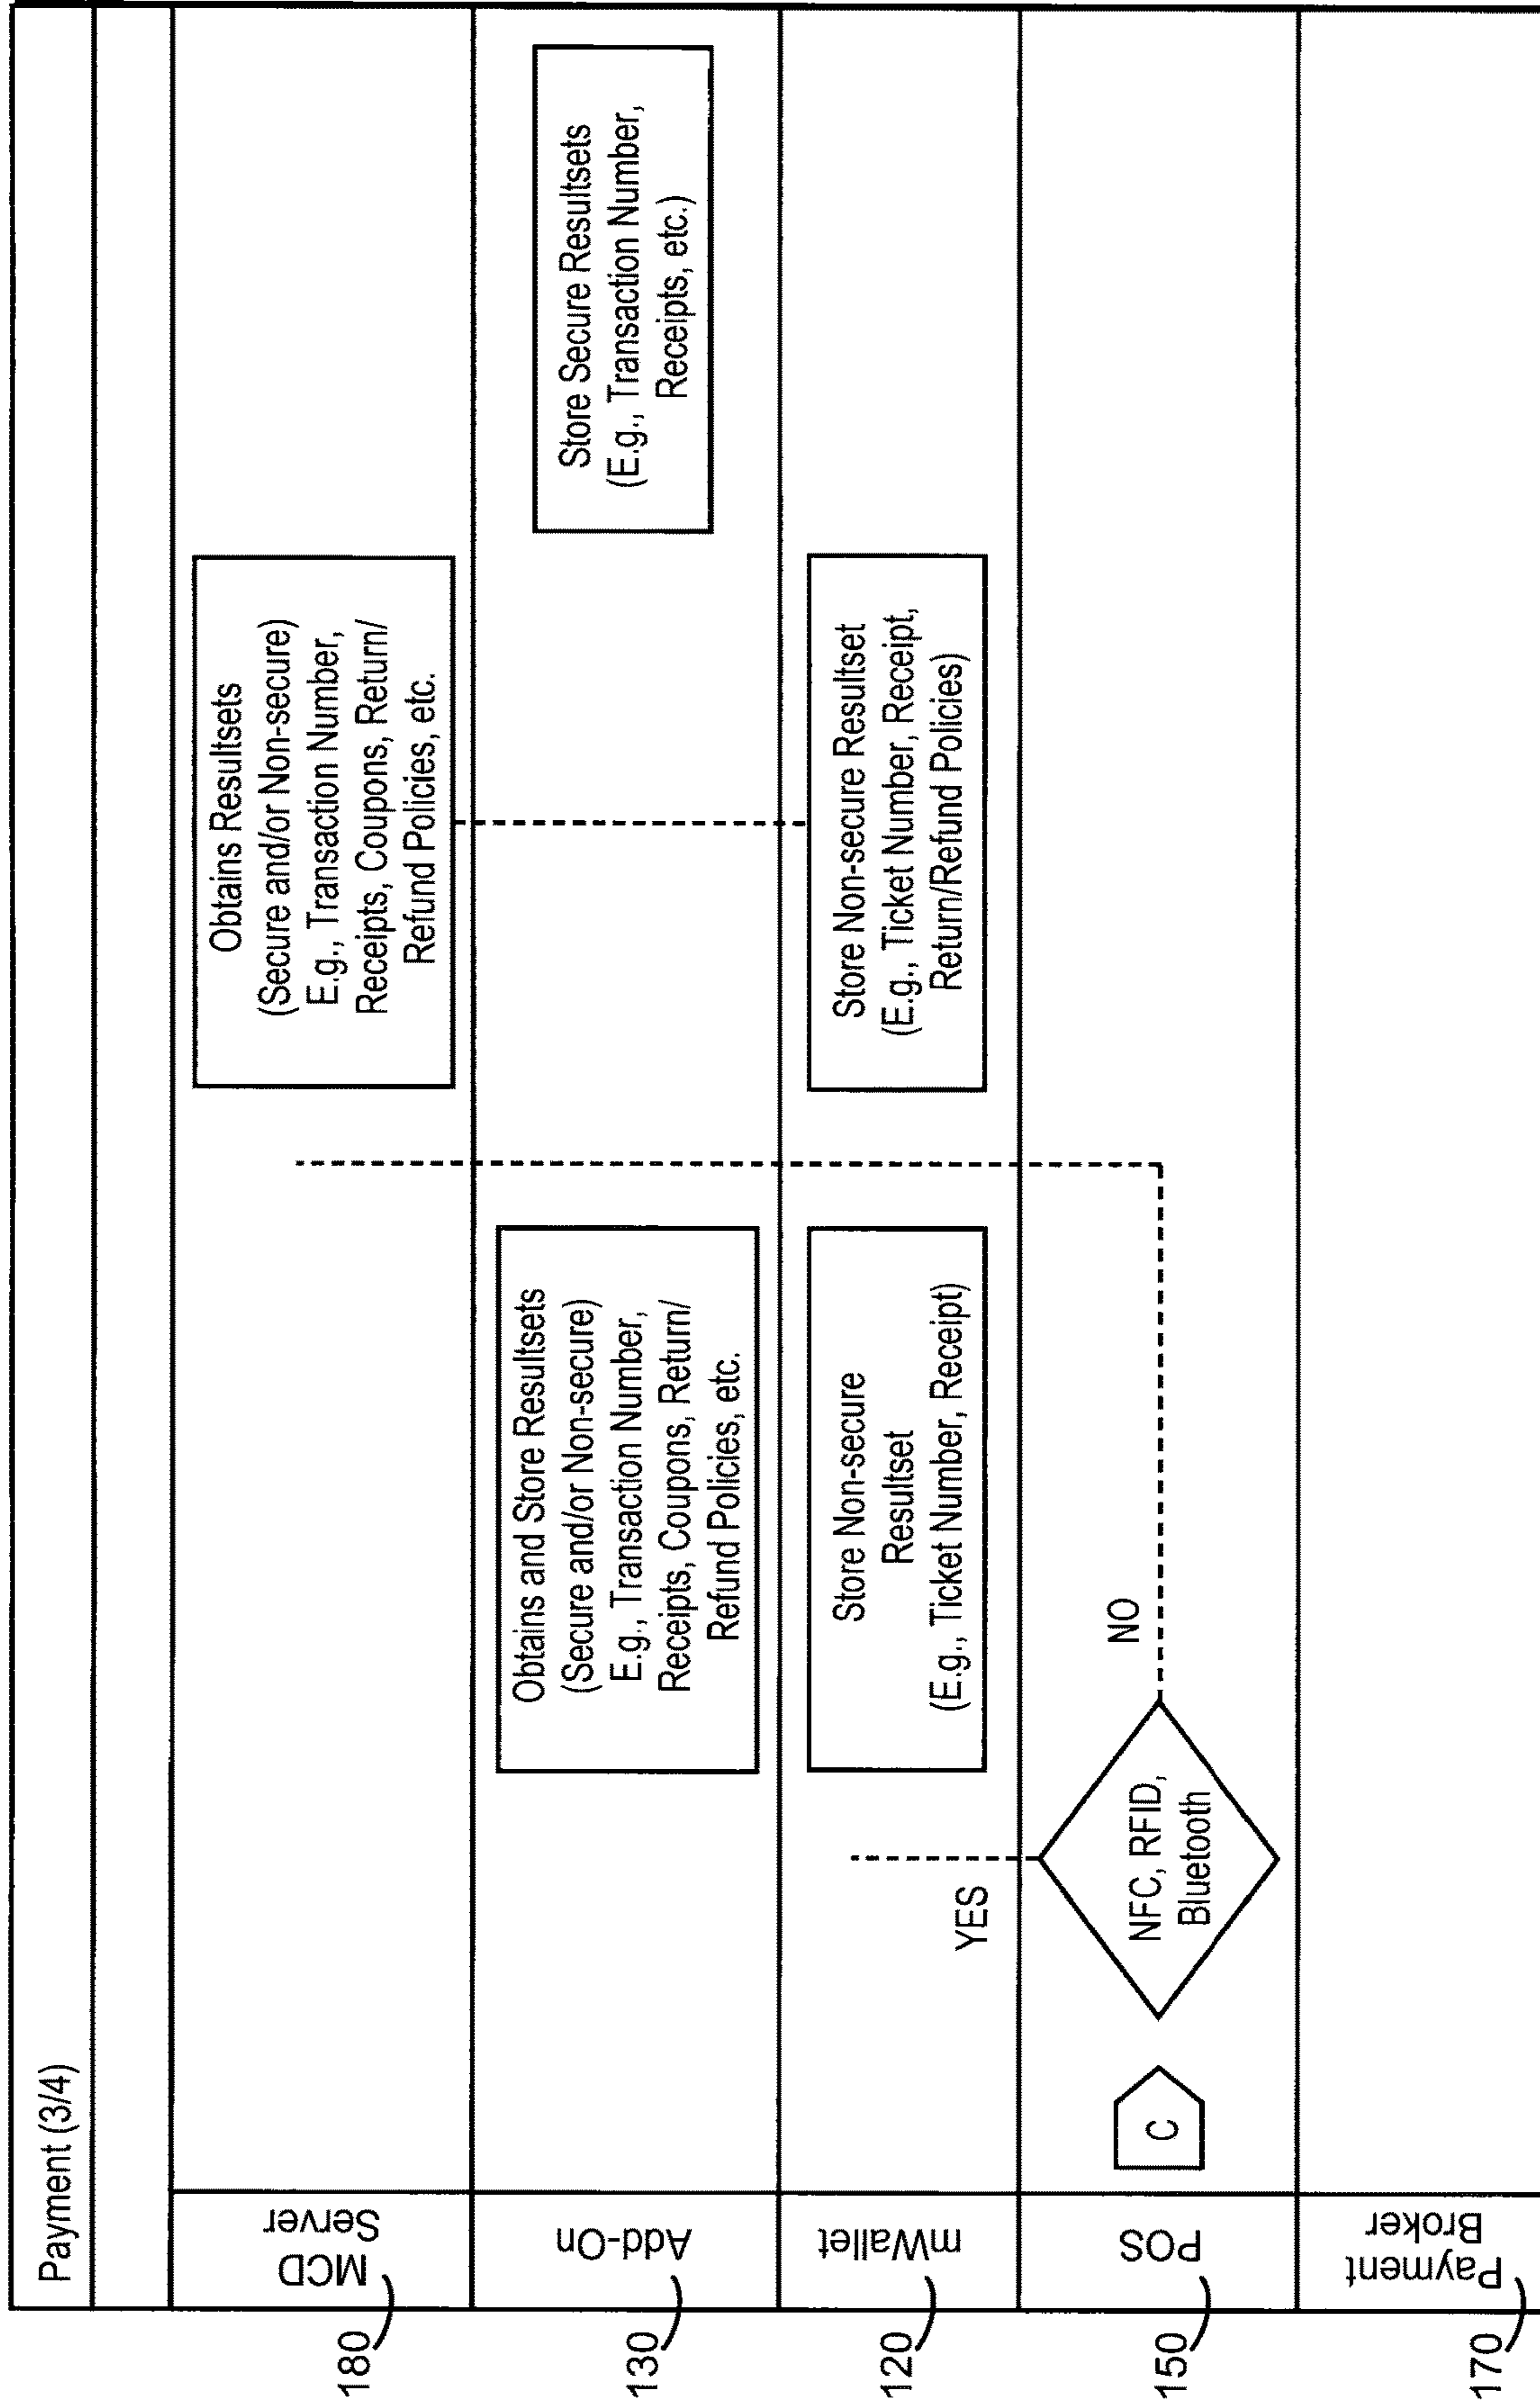 Payment (3/4)
180
MCD
Server
Obtains Resultsets
(Secure and/or Non-secure)
E.g., Transaction Number,
Receipts, Coupons, Return/
Refund Policies, etc.
130
Add-On
Obtains and Store Resultsets
(Secure and/or Non-secure)
E.g., Transaction Number,
Receipts, Coupons, Return/
Refund Policies, etc.
Store Secure Resultsets
(E.g., Transaction Number,
Receipts, etc.)
120
mWallet
YES
Store Non-secure
Resultset
(E.g., Ticket Number, Receipt)
Store Non-secure Resultset
(E.g., Ticket Number, Receipt,
Return/Refund Policies)
150
POS
C
NFC, RFID,
Bluetooth
NO
170
Payment
Broker